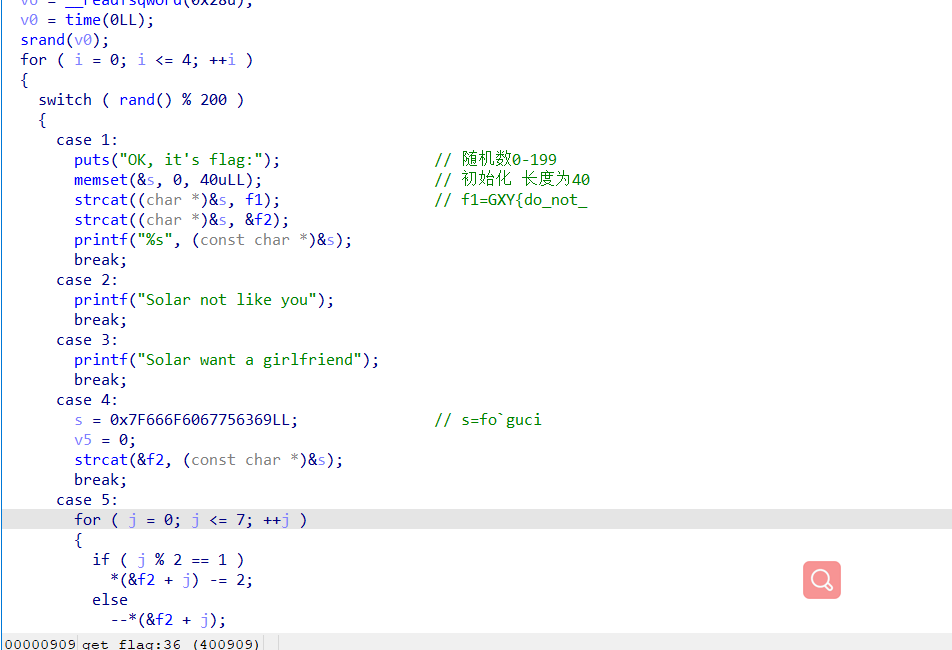 v6 = __readfsqword(0x28u);
v0 = time(0LL);
srand(v0);
for ( i = 0; i <= 4; ++i )
{
switch ( rand() % 200 )
{
case 1:
puts("OK, it's flag:"); // 随机数0-199
memset(&s, 0, 40uLL); // 初始化 长度为40
strcat((char *)&s, f1); // f1=GXY{do_not_
strcat((char *)&s, &f2);
printf("%s", (const char *)&s);
break;
case 2:
printf("Solar not like you");
break;
case 3:
printf("Solar want a girlfriend");
break;
case 4:
s = 0x7F666F6067756369LL; // s=fo`guci
v5 = 0;
strcat(&f2, (const char *)&s);
break;
case 5:
for ( j = 0; j <= 7; ++j )
{
if ( j % 2 == 1 )
*(&f2 + j) -= 2;
else
--*(&f2 + j);
00000909 get_flag:36 (400909)